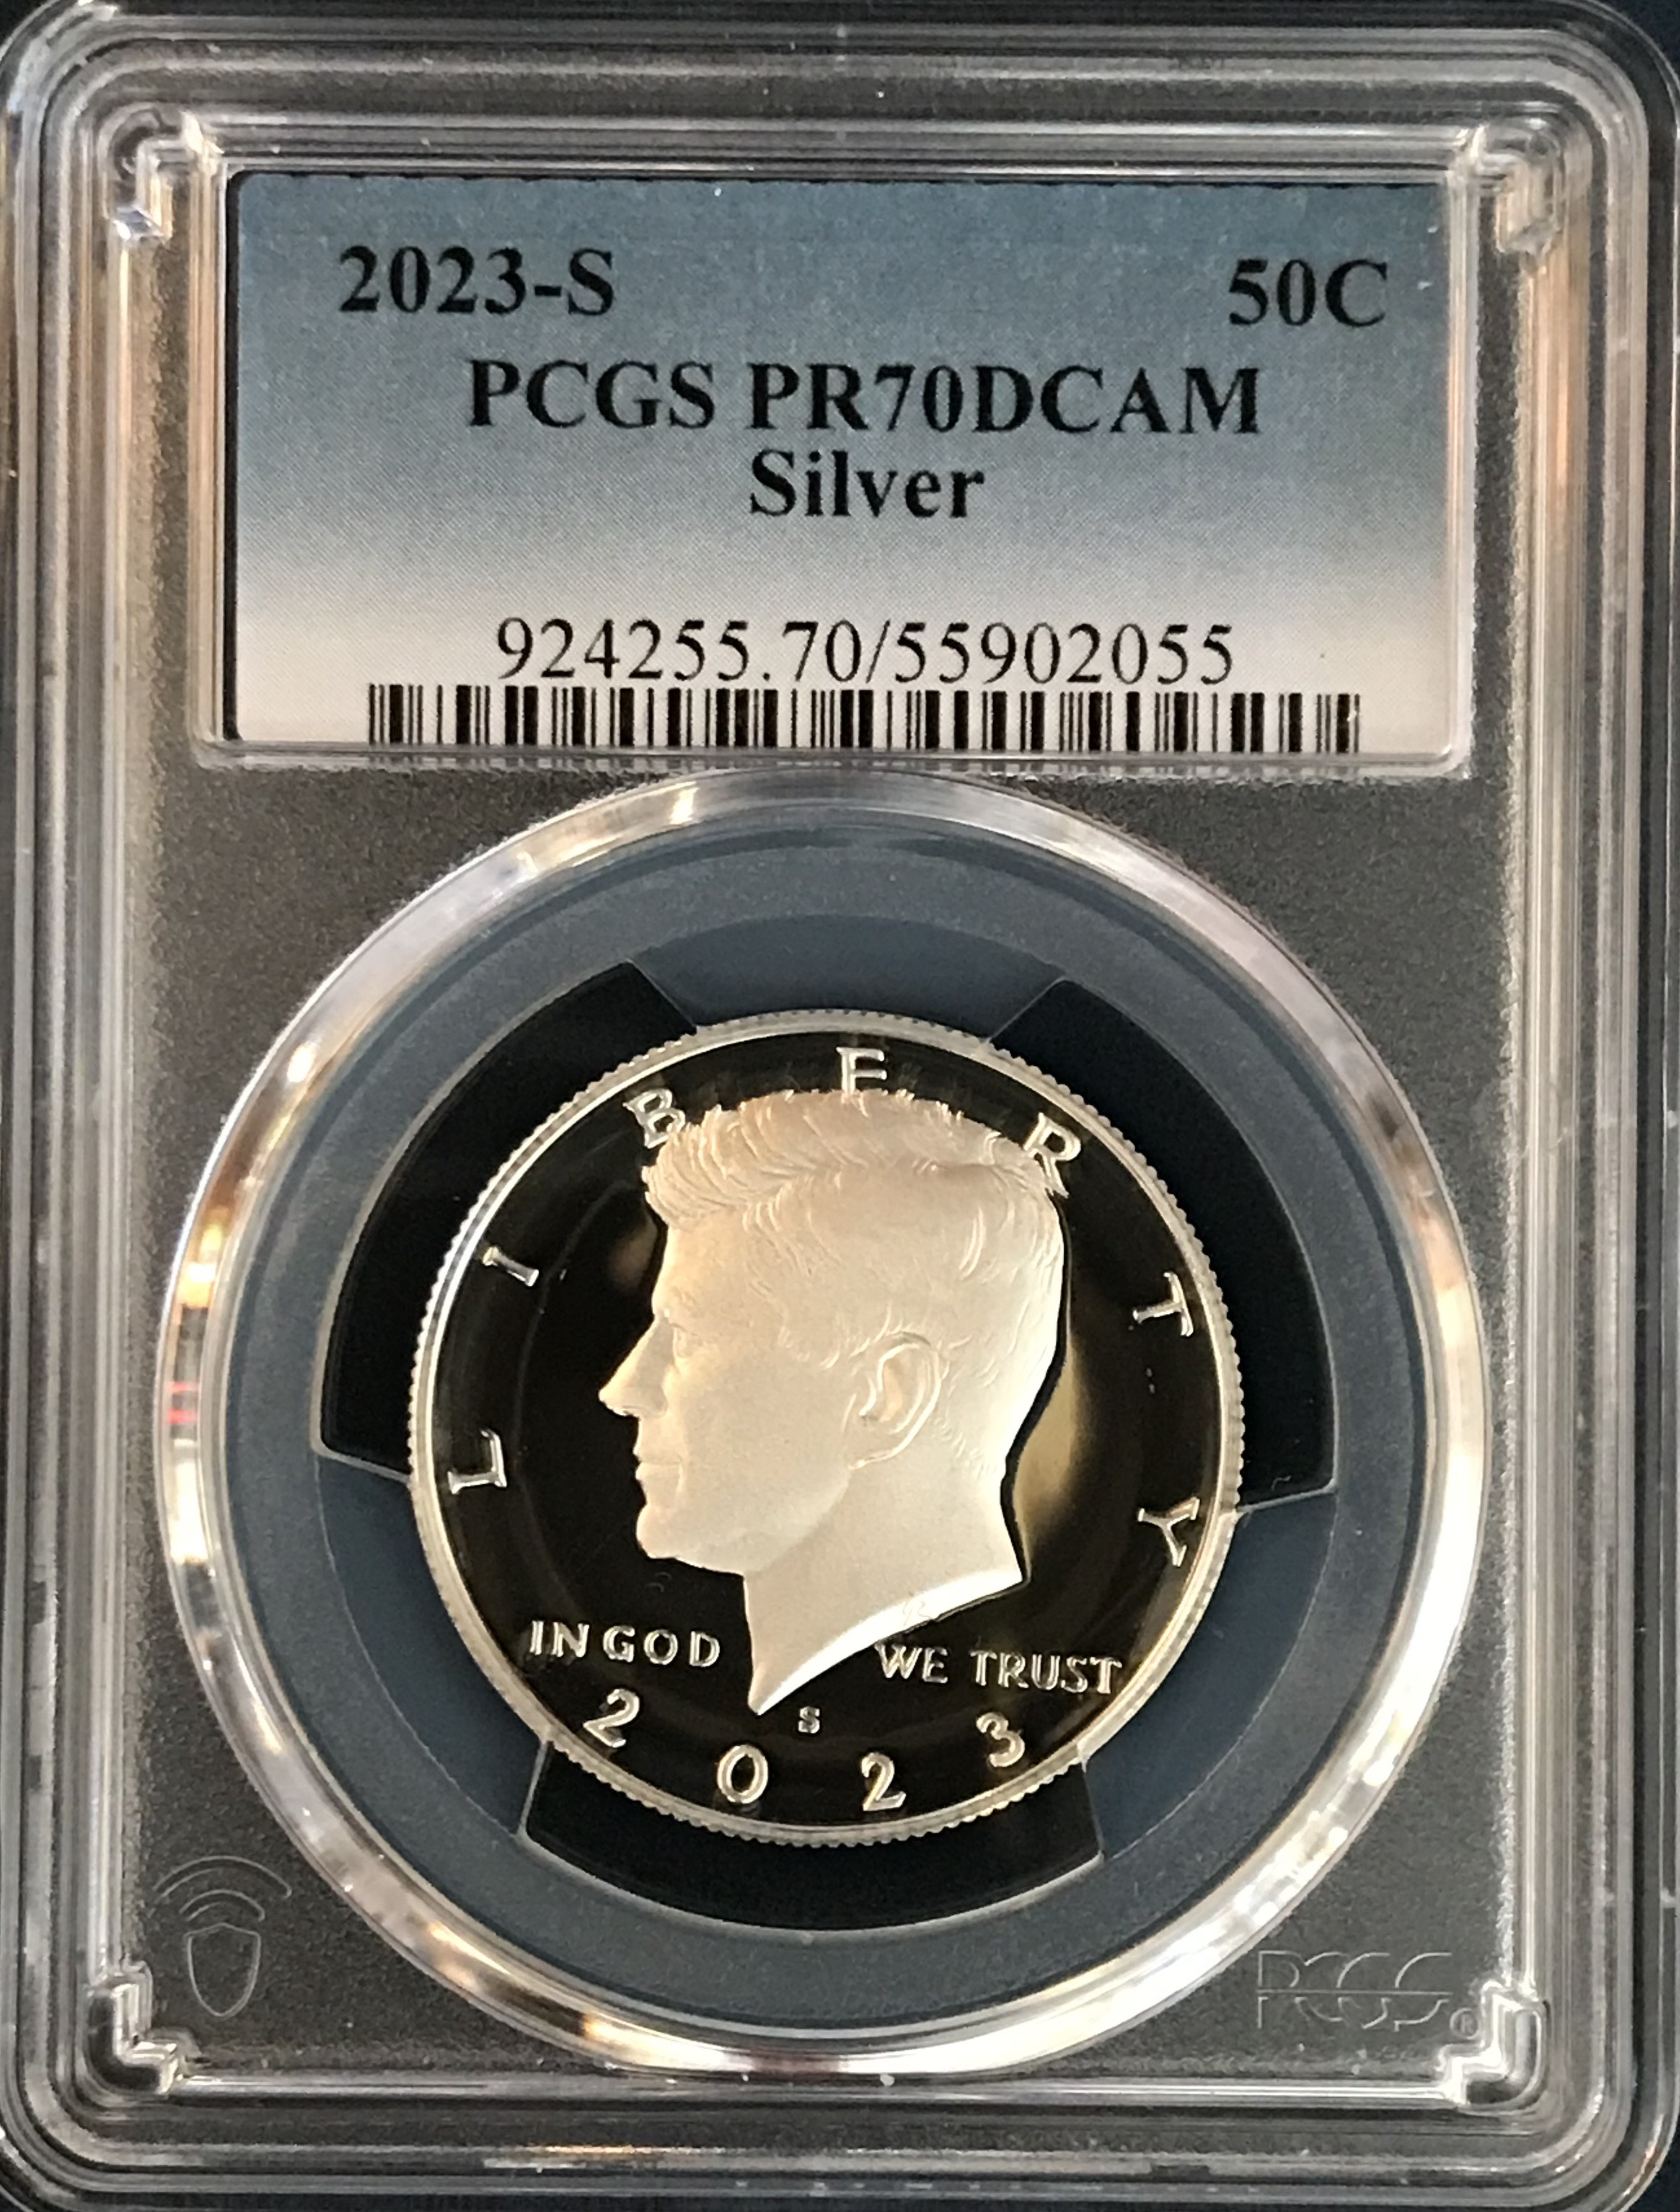 2023-S 50C
PCGS PR70DCAM
Silver
924255.70/55902055
LIBERTY
IN GOD WE TRUST
S
2023
PCGS